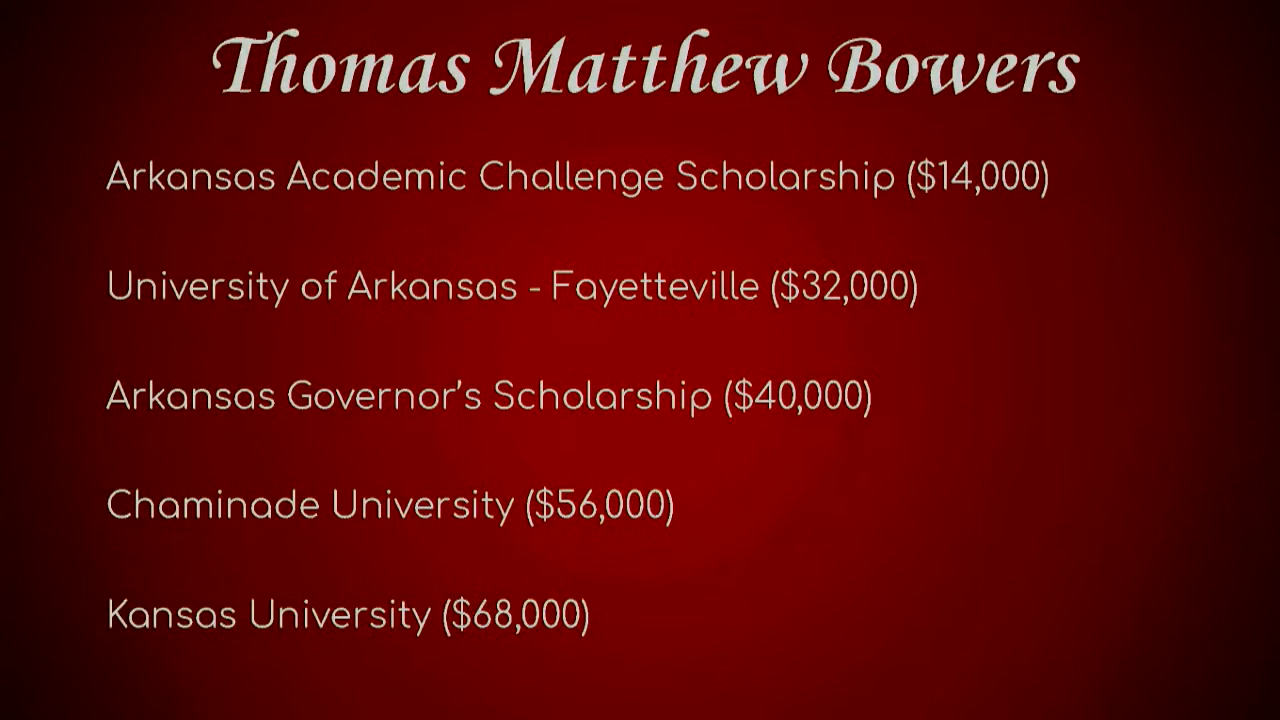 Thomas Matthew Bowers
Arkansas Academic Challenge Scholarship ($14,000)
University of Arkansas - Fayetteville ($32,000)
Arkansas Governor’s Scholarship ($40,000)
Chaminade University ($56,000)
Kansas University ($68,000)